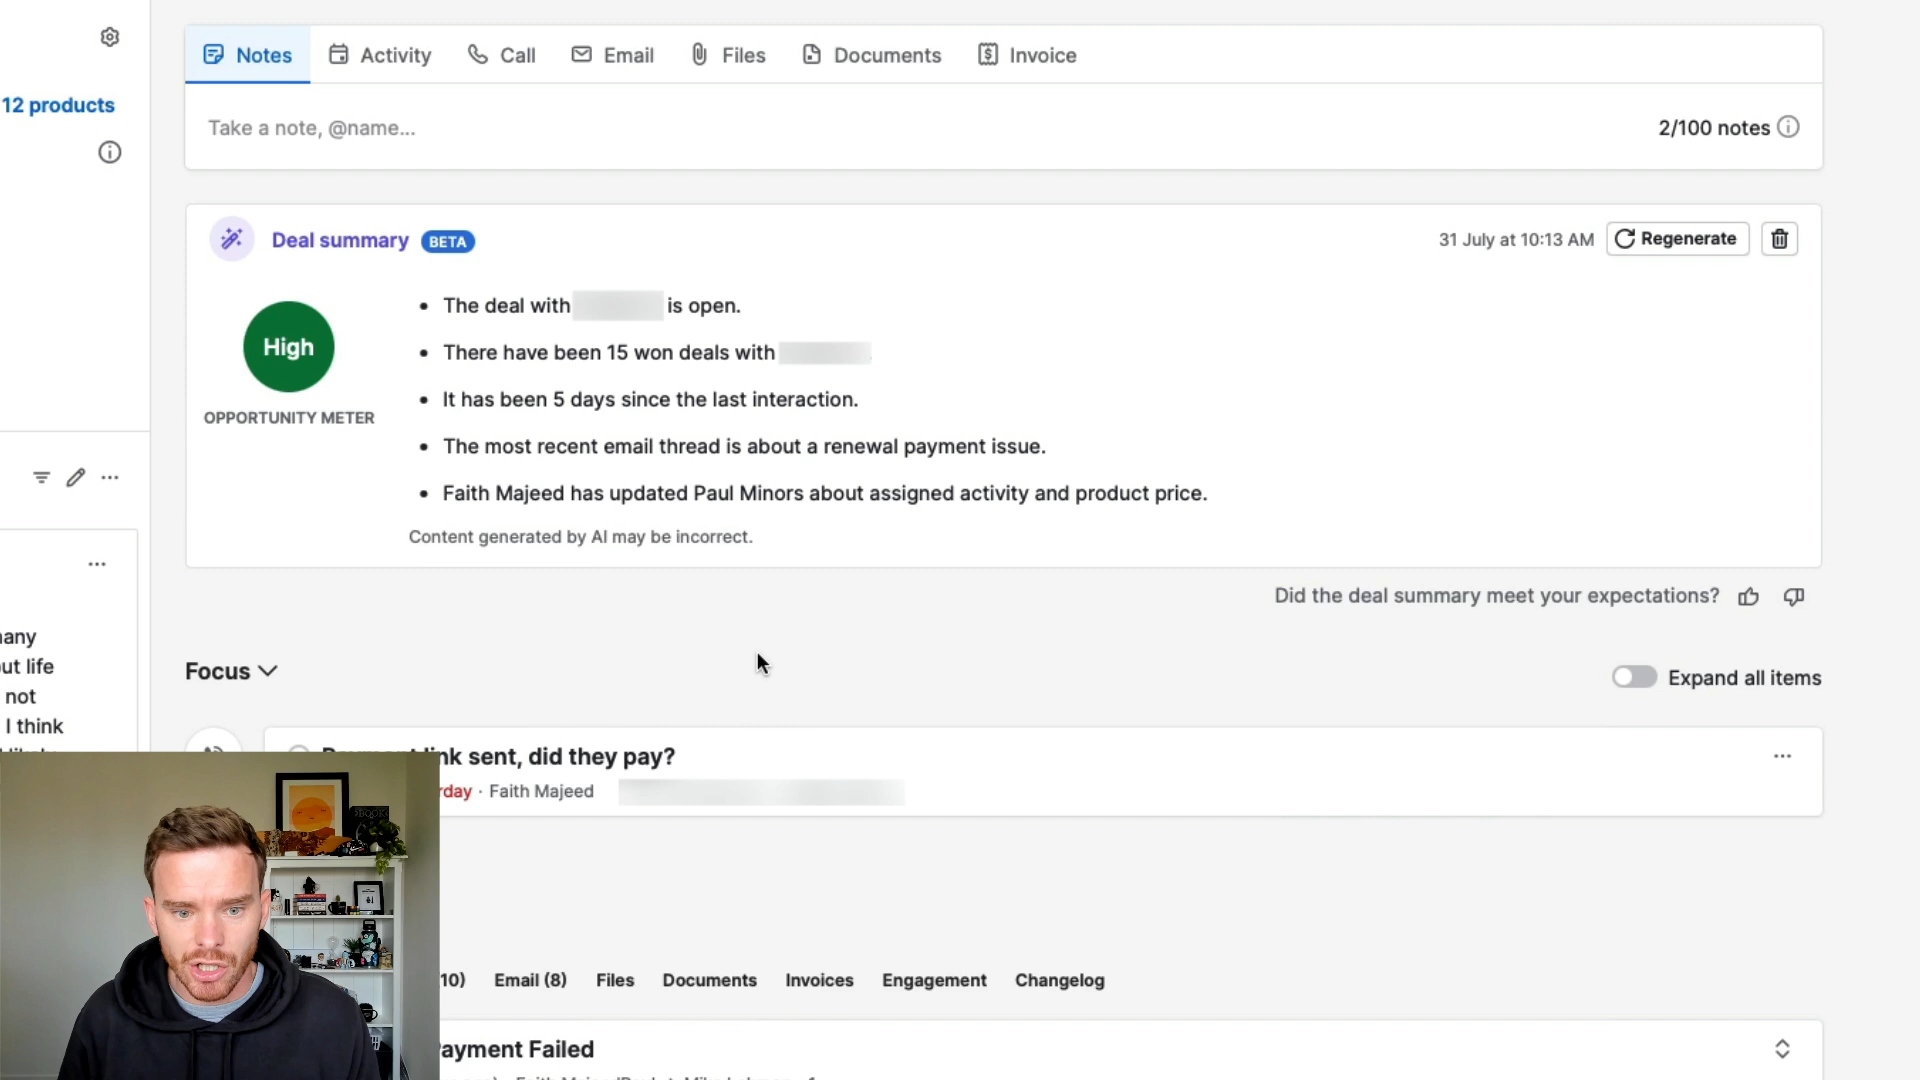 Notes Activity Call Email Files Documents Invoice
12 products
Take a note, @name...
2/100 notes
Deal summary BETA
31 July at 10:13 AM Regenerate
High
OPPORTUNITY METER
• The deal with is open.
• There have been 15 won deals with
• It has been 5 days since the last interaction.
• The most recent email thread is about a renewal payment issue.
• Faith Majeed has updated Paul Minors about assigned activity and product price.
Content generated by AI may be incorrect.
Did the deal summary meet your expectations?
Focus
Expand all items
not
I think
nk sent, did they pay?
rday · Faith Majeed
10) Email (8) Files Documents Invoices Engagement Changelog
ayment Failed